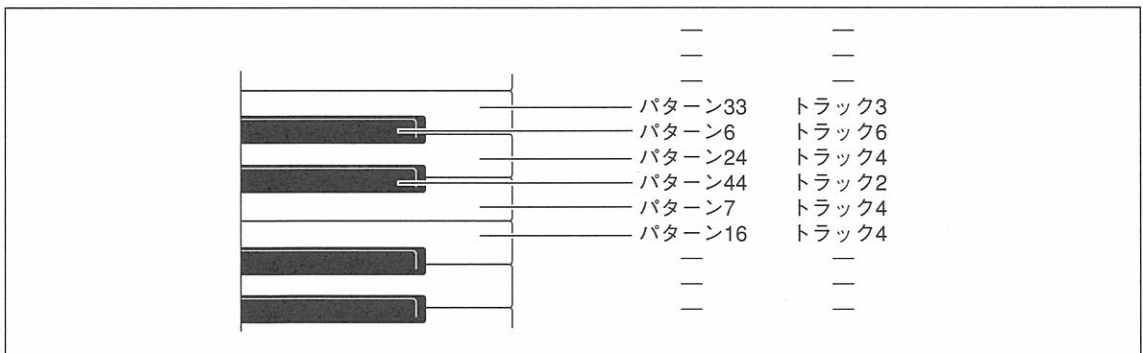 — —
— —
— —
パターン33 トラック3
パターン6 トラック6
パターン24 トラック4
パターン44 トラック2
パターン7 トラック4
パターン16 トラック4
— —
— —
— —